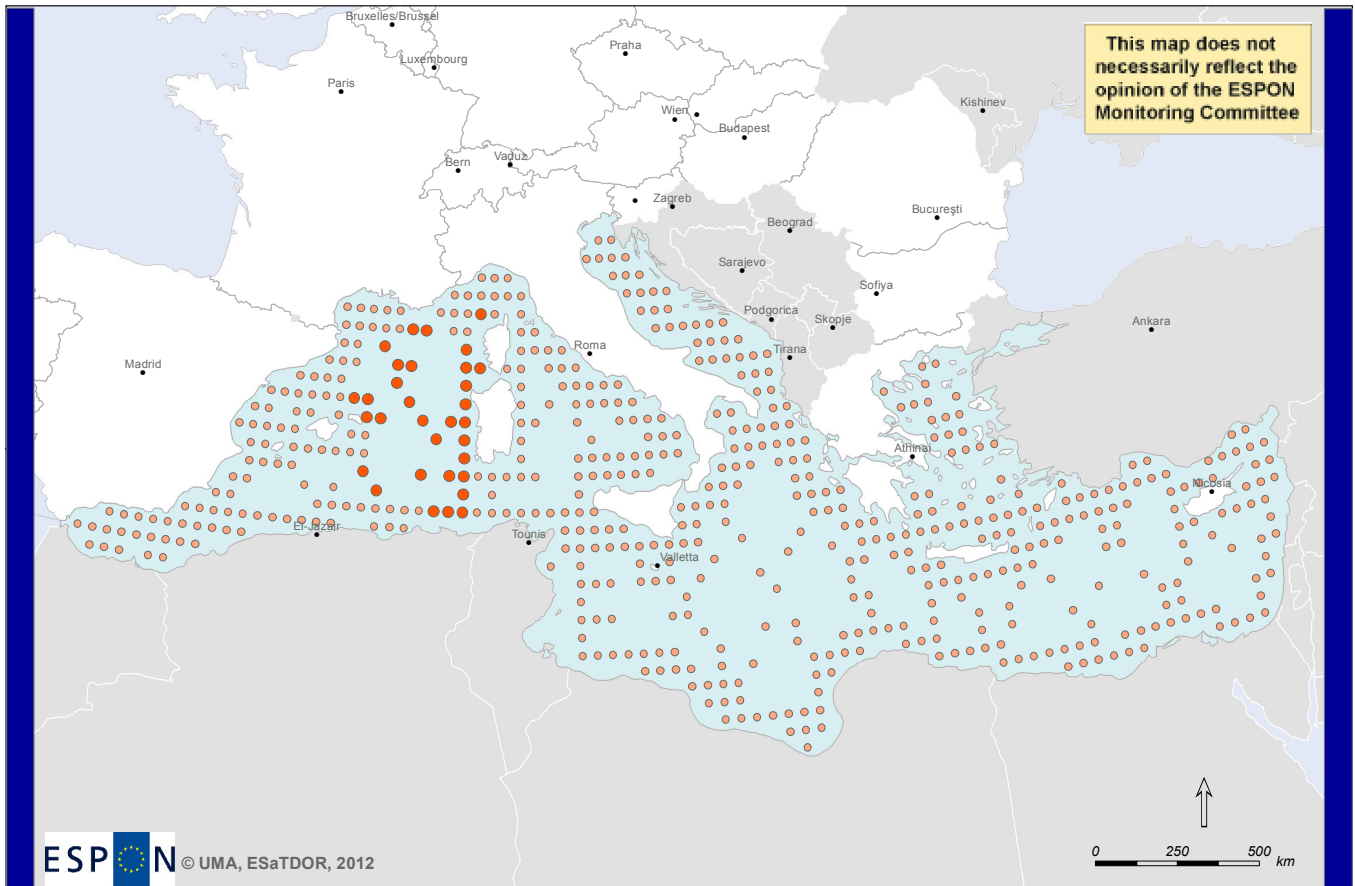 Bruxelles/Brussel
This map does not
necessarily reflect the
opinion of the ESPON
Monitoring Committee
Praha
Luxembourg
Paris
Kishinev
Wien
Budapest
Vaduz
Bern
Zagreb
Bucureşti
Beograd
Sarajevo
Sofiya
Podgorica
Skopje
Ankara
Roma
Tirana
Madrid
Athinai
Nicosia
El-Jazair
Tounis
Valletta
0 250 500
km
ESPON © UMA, ESaTDOR, 2012